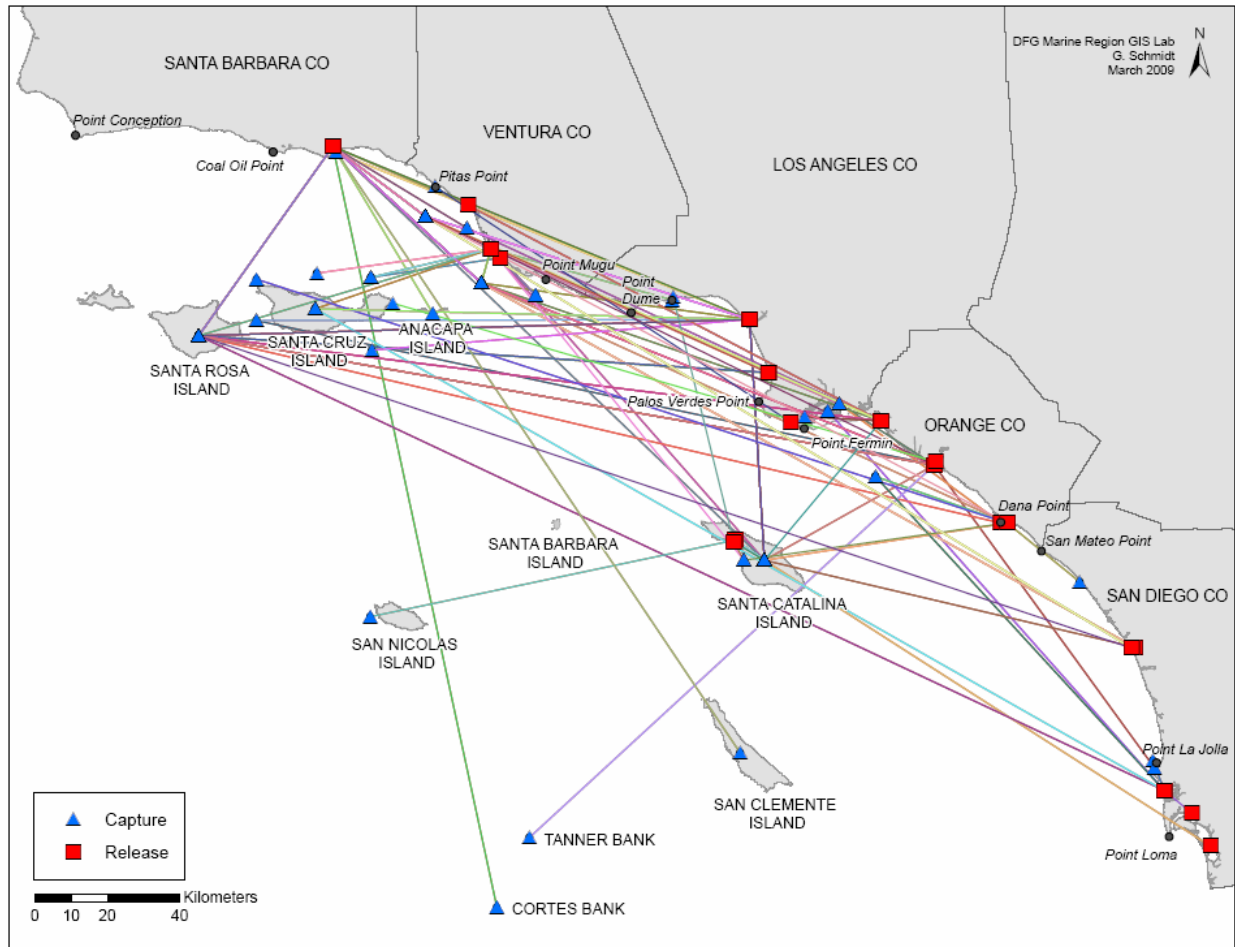 DFG Marine Region GIS Lab
G. Schmidt
March 2009
N
SANTA BARBARA CO
VENTURA CO
LOS ANGELES CO
Point Conception
Coal Oil Point
Pitas Point
Point Mugu
Point
Dume
ANACAPA
ISLAND
SANTA CRUZ
ISLAND
SANTA ROSA
ISLAND
Palos Verdes Point
Point Fermin
ORANGE CO
Dana Point
San Mateo Point
SANTA BARBARA
ISLAND
SANTA CATALINA
ISLAND
SAN DIEGO CO
SAN NICOLAS
ISLAND
Point La Jolla
SAN CLEMENTE
ISLAND
TANNER BANK
Point Loma
CORTES BANK
Capture
Release
Kilometers
0 10 20 40